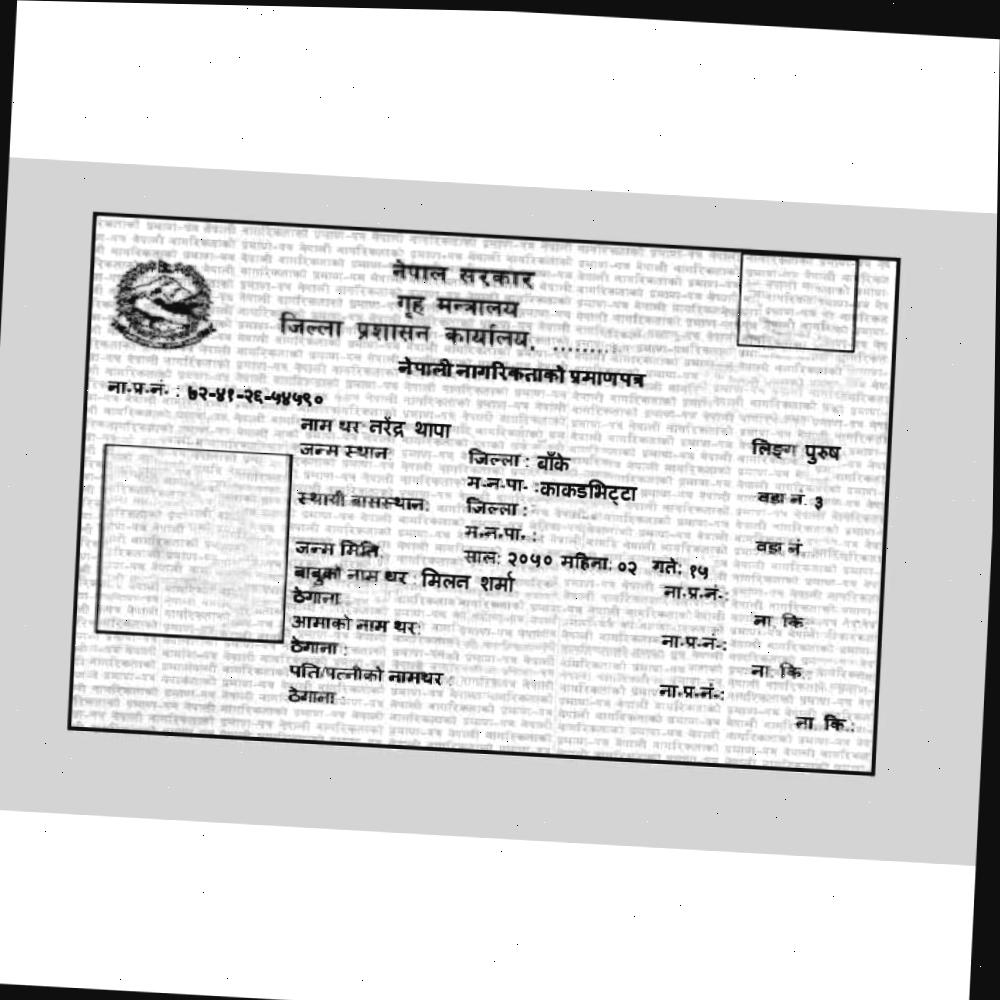 नेपाल सरकार
गृह मन्त्रालय
जिल्ला प्रशासन कार्यालय, ..........
नेपाली नागरिकताको प्रमाणपत्र
ना.प्र.नं. : ७२-४१-२६-५४५९०
नाम थर तरेंद्र थापा लिङ्ग पुरुष
जन्म स्थान जिल्ला : बाँके
म.न.पा. :काकडभिट्टा वडा नं. ३
स्थायी बासस्थान: जिल्ला :
म.न.पा. : वडा नं.
जन्म मिति साल: २०५० महिना: ०२ गते: १५
बाबुको नाम थर : मिलन शर्मा ना.प्र.नं.:
ठेगाना ना. कि.
आमाको नाम थर: ना.प्र.नं.:
ठेगाना : ना. कि.
पति/पत्नीको नामथर : ना.प्र.नं.:
ठेगाना : ना. कि.: